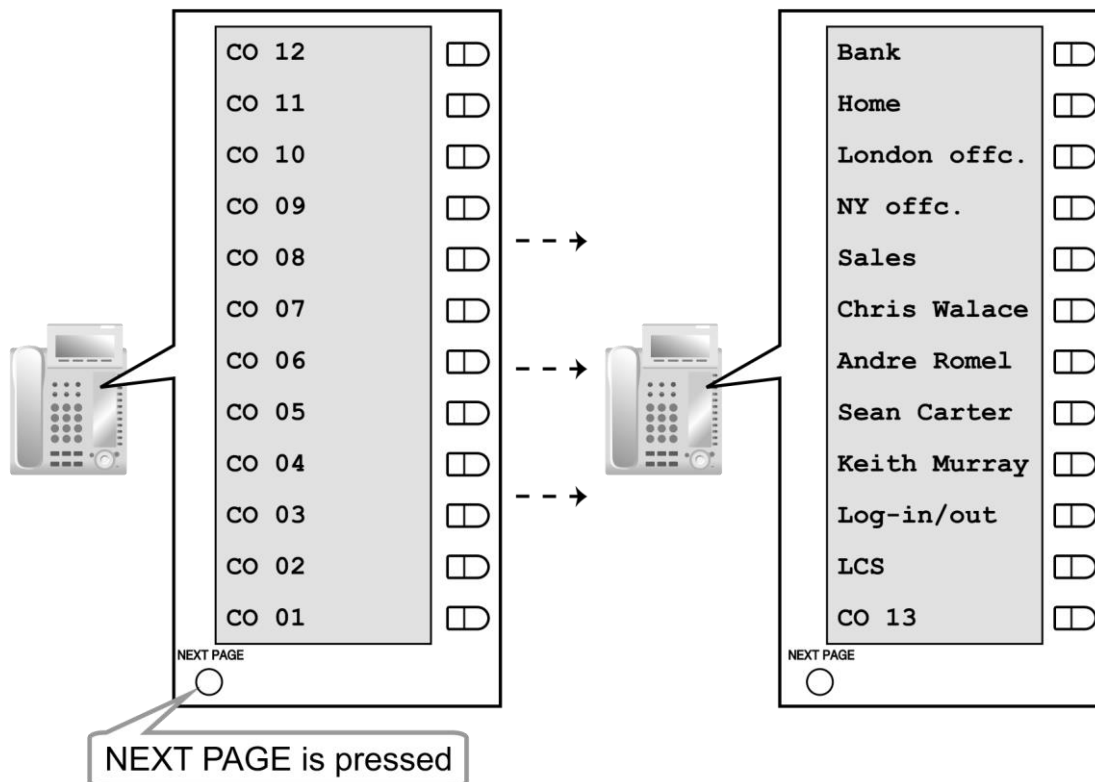 CO 12
CO 11
CO 10
CO 09
CO 08
CO 07
CO 06
CO 05
CO 04
CO 03
CO 02
CO 01
NEXT PAGE
NEXT PAGE is pressed
Bank
Home
London offc.
NY offc.
Sales
Chris Walace
Andre Romel
Sean Carter
Keith Murray
Log-in/out
LCS
CO 13
NEXT PAGE